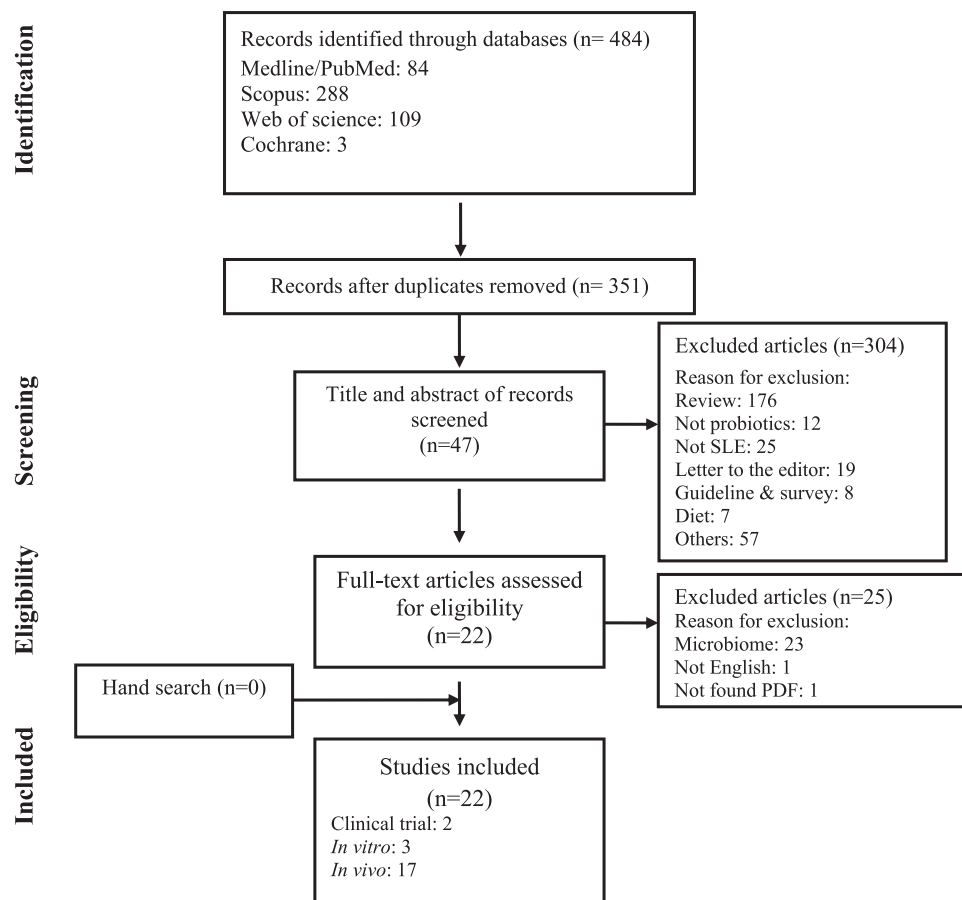 Identification
Records identified through databases (n= 484)
Medline/PubMed: 84
Scopus: 288
Web of science: 109
Cochrane: 3
Records after duplicates removed (n= 351)
Screening
Title and abstract of records
screened
(n=47)
Excluded articles (n=304)
Reason for exclusion:
Review: 176
Not probiotics: 12
Not SLE: 25
Letter to the editor: 19
Guideline & survey: 8
Diet: 7
Others: 57
Eligibility
Full-text articles assessed
for eligibility
(n=22)
Excluded articles (n=25)
Reason for exclusion:
Microbiome: 23
Not English: 1
Not found PDF: 1
Hand search (n=0)
Included
Studies included
(n=22)
Clinical trial: 2
In vitro: 3
In vivo: 17